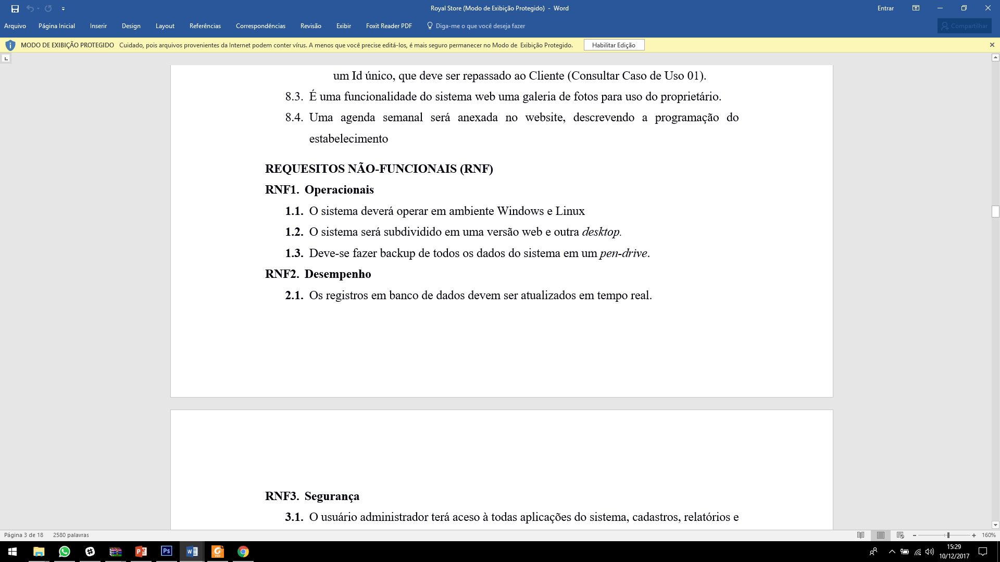 Royal Store (Modo de Exibição Protegido) - Word
Entrar
Arquivo Página Inicial Inserir Design Layout Referências Correspondências Revisão Exibir Foxit Reader PDF Diga-me o que você deseja fazer Compartilhar
MODO DE EXIBIÇÃO PROTEGIDO Cuidado, pois arquivos provenientes da Internet podem conter vírus. A menos que você precise editá-los, é mais seguro permanecer no Modo de Exibição Protegido. Habilitar Edição
um Id único, que deve ser repassado ao Cliente (Consultar Caso de Uso 01).
8.3. É uma funcionalidade do sistema web uma galeria de fotos para uso do proprietário.
8.4. Uma agenda semanal será anexada no website, descrevendo a programação do
estabelecimento
REQUESITOS NÃO-FUNCIONAIS (RNF)
RNF1. Operacionais
1.1. O sistema deverá operar em ambiente Windows e Linux
1.2. O sistema será subdividido em uma versão web e outra desktop.
1.3. Deve-se fazer backup de todos os dados do sistema em um pen-drive.
RNF2. Desempenho
2.1. Os registros em banco de dados devem ser atualizados em tempo real.
RNF3. Segurança
3.1. O usuário administrador terá aceso à todas aplicações do sistema, cadastros, relatórios e
Página 3 de 18 2580 palavras 160%
15:29
10/12/2017